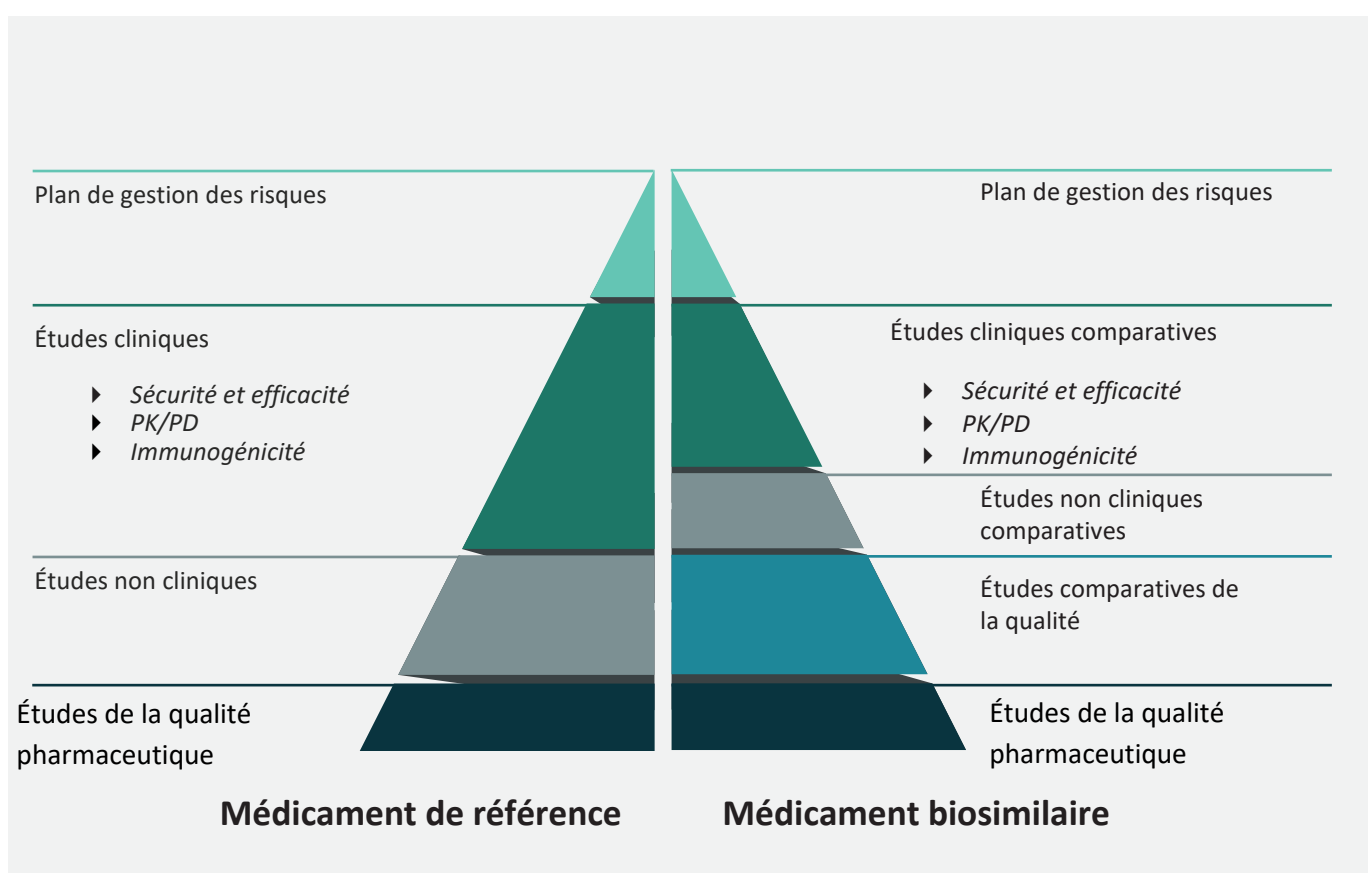 Plan de gestion des risques
Études cliniques
Sécurité et efficacité
PK/PD
Immunogénicité
Études non cliniques
Études de la qualité
pharmaceutique
Médicament de référence
Plan de gestion des risques
Études cliniques comparatives
Sécurité et efficacité
PK/PD
Immunogénicité
Études non cliniques
comparatives
Études comparatives de
la qualité
Études de la qualité
pharmaceutique
Médicament biosimilaire